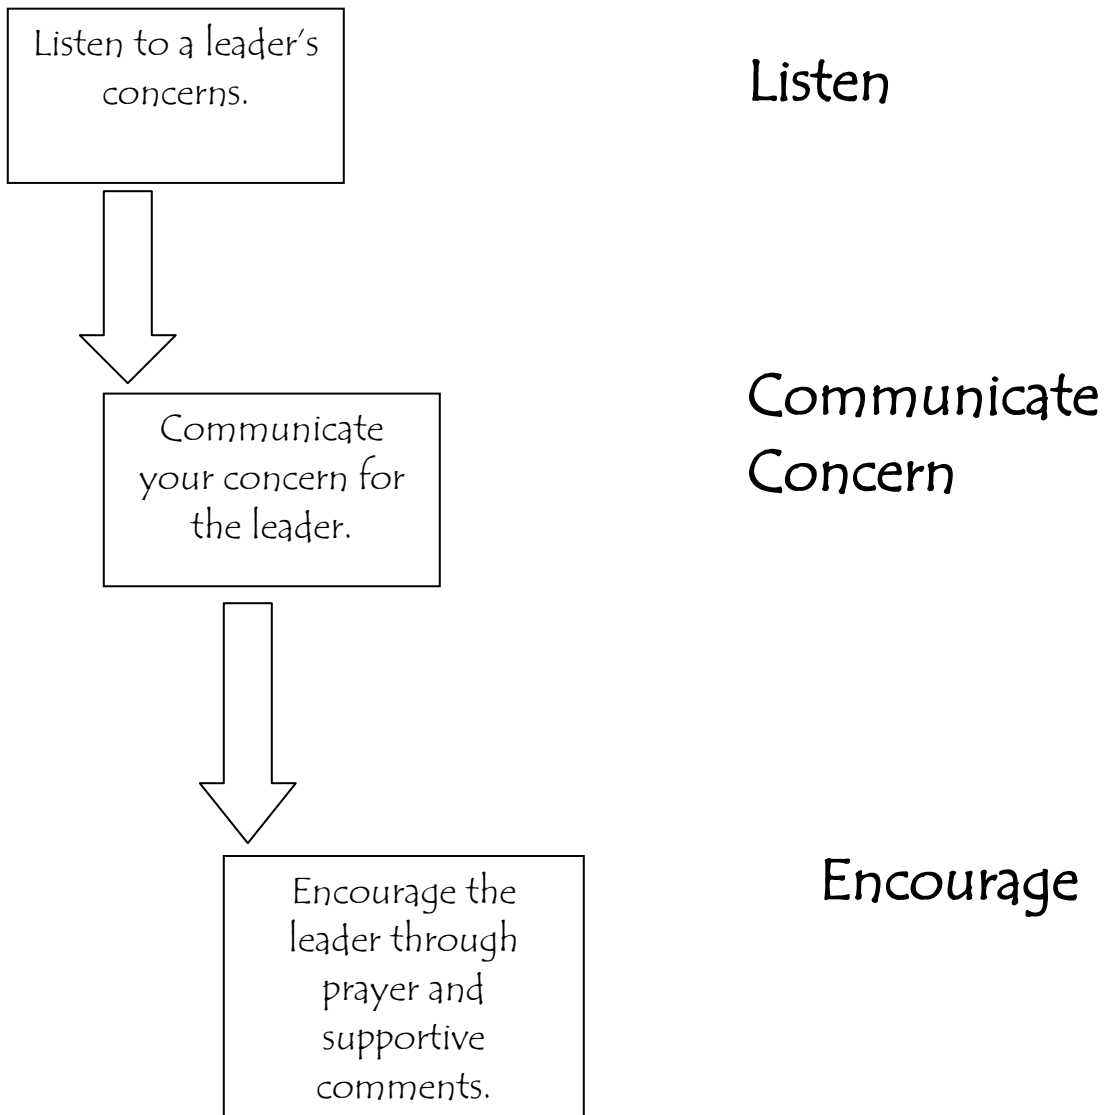 Listen to a leader's
concerns.
Listen
Communicate
your concern for
the leader.
Communicate
Concern
Encourage the
leader through
prayer and
supportive
comments.
Encourage